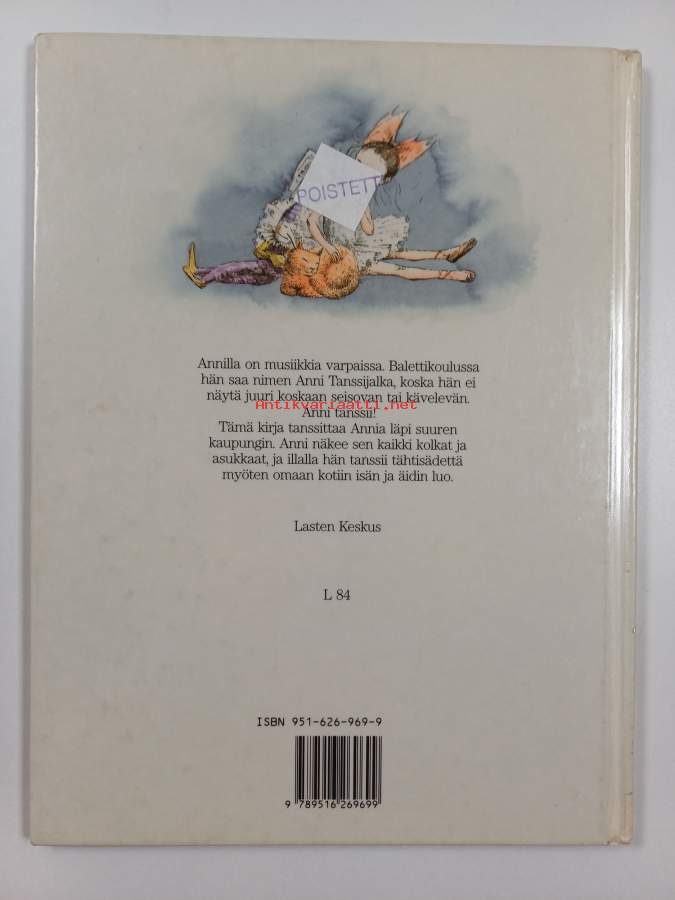 POISTETT
Annilla on musiikkia varpaissa. Balettikoulussa
hän saa nimen Anni Tanssijalka, koska hän ei
näytä juuri koskaan seisovan tai kävelevän.
Antikvariaatti.net
Anni tanssii!
Tämä kirja tanssittaa Annia läpi suuren
kaupungin. Anni näkee sen kaikki kolkat ja
asukkaat, ja illalla hän tanssii tähtisädettä
myöten omaan kotiin isän ja äidin luo.
Lasten Keskus
L 84
ISBN 951-626-969-9
9 789516 269699